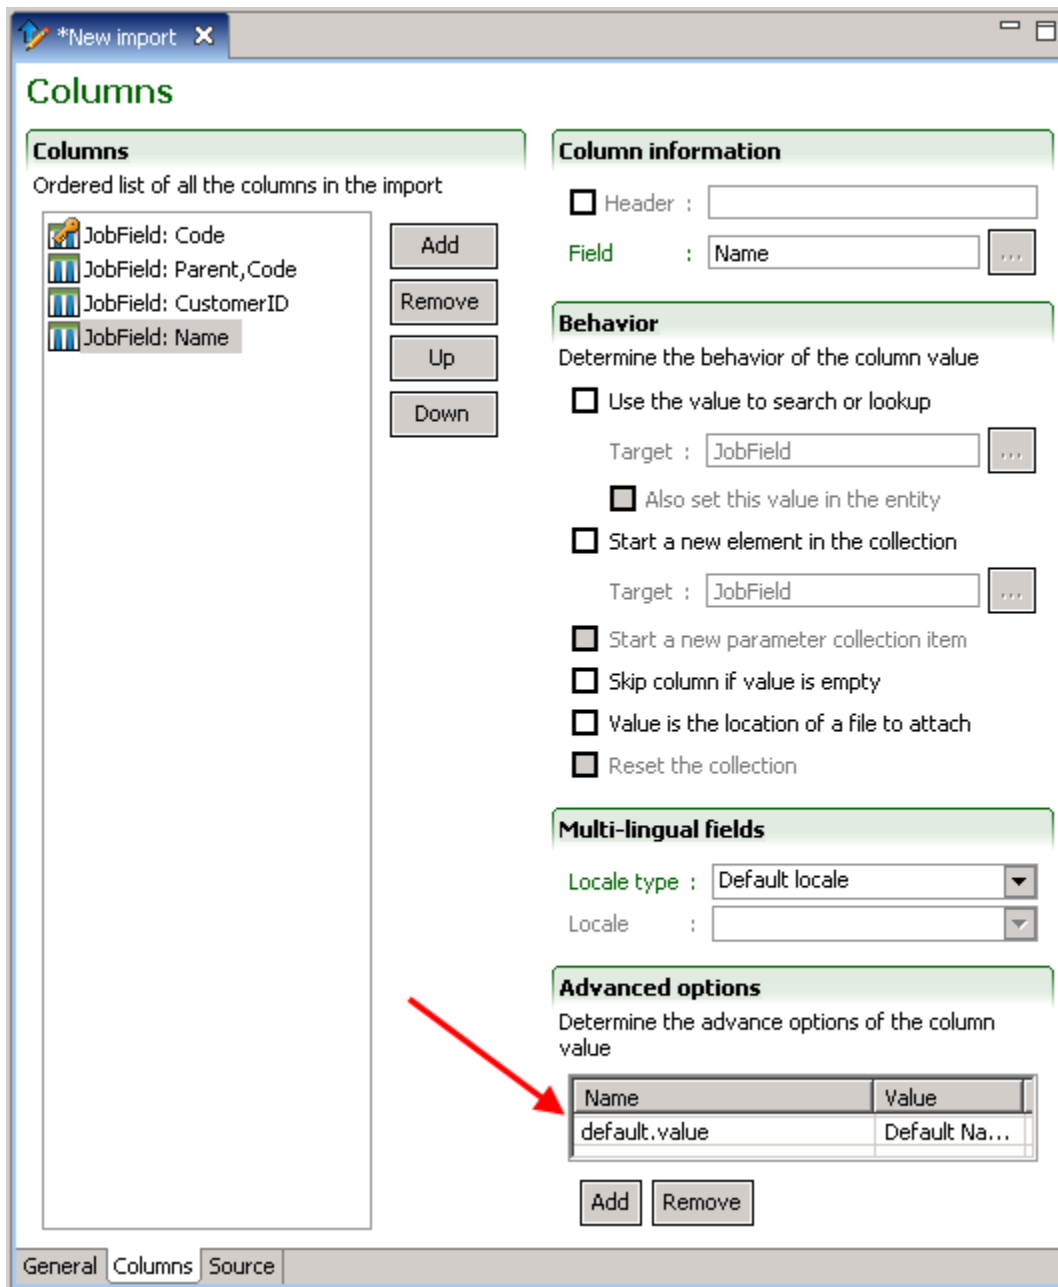 *New import
Columns
Columns
Ordered list of all the columns in the import
JobField: Code
JobField: Parent,Code
JobField: CustomerID
JobField: Name
Add
Remove
Up
Down
Column information
Header :
Field : Name ...
Behavior
Determine the behavior of the column value
Use the value to search or lookup
Target : JobField ...
Also set this value in the entity
Start a new element in the collection
Target : JobField ...
Start a new parameter collection item
Skip column if value is empty
Value is the location of a file to attach
Reset the collection
Multi-lingual fields
Locale type : Default locale
Locale :
Advanced options
Determine the advance options of the column
value
Name Value
default.value Default Na...
Add Remove
General Columns Source